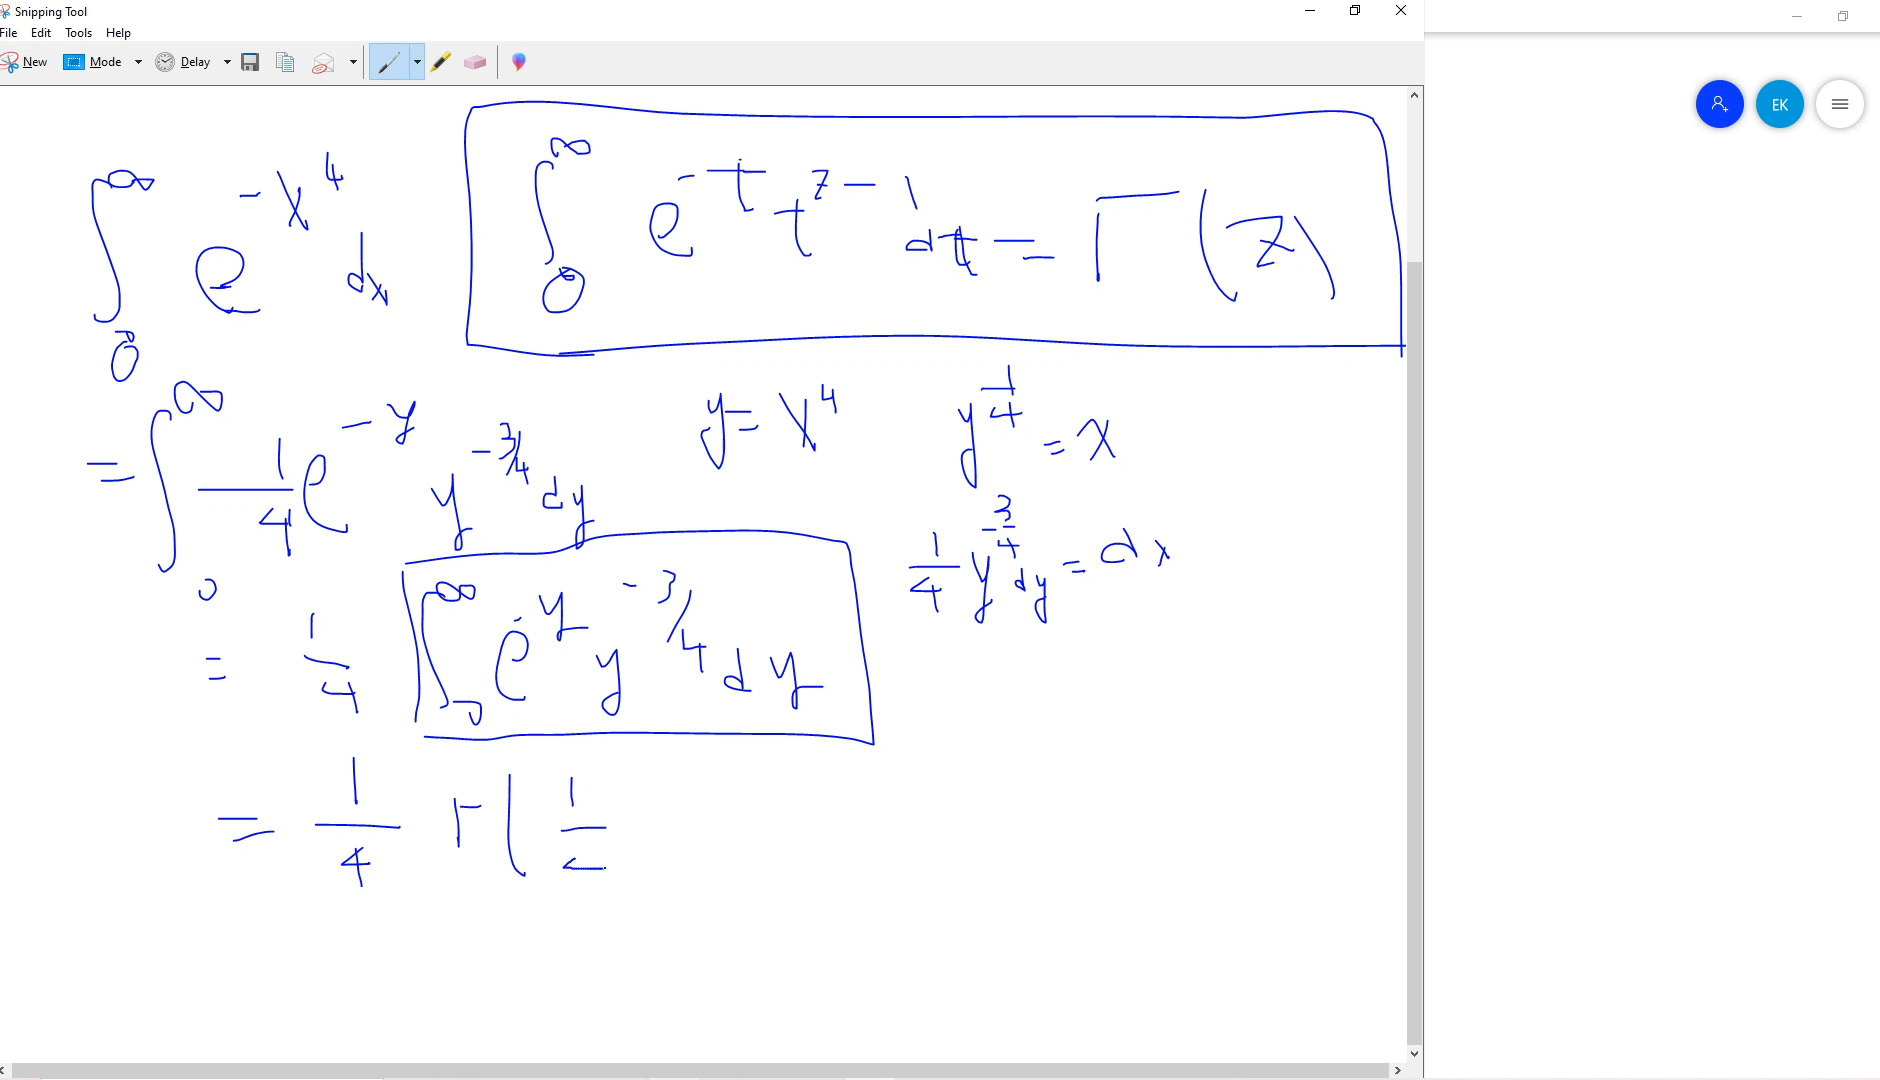 Snipping Tool
File Edit Tools Help
New Mode Delay
EK
∫₀^∞ e^{-x^4} dx
∫₀^∞ e^{-t} t^{z-1} dt = Γ(z)
= ∫₀^∞ 1/4 e^{-y} y^{-3/4} dy
y = x^4
y^{1/4} = x
1/4 y^{-3/4} dy = dx
= 1/4 ∫₀^∞ e^{-y} y^{-3/4} dy
= 1/4 Γ( 1/